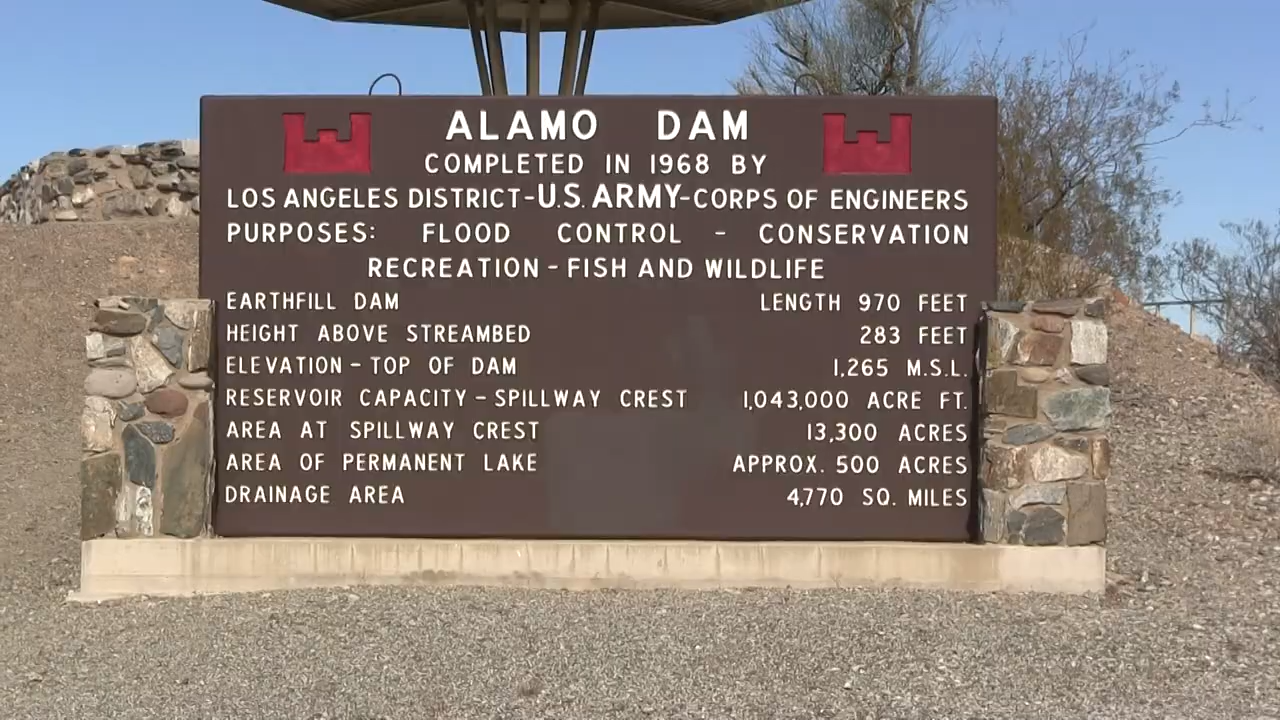 ALAMO DAM
COMPLETED IN 1968 BY
LOS ANGELES DISTRICT-U.S. ARMY-CORPS OF ENGINEERS
PURPOSES: FLOOD CONTROL - CONSERVATION
RECREATION - FISH AND WILDLIFE
EARTHFILL DAM LENGTH 970 FEET
HEIGHT ABOVE STREAMBED 283 FEET
ELEVATION - TOP OF DAM 1,265 M.S.L.
RESERVOIR CAPACITY - SPILLWAY CREST 1,043,000 ACRE FT.
AREA AT SPILLWAY CREST 13,300 ACRES
AREA OF PERMANENT LAKE APPROX. 500 ACRES
DRAINAGE AREA 4,770 SQ. MILES